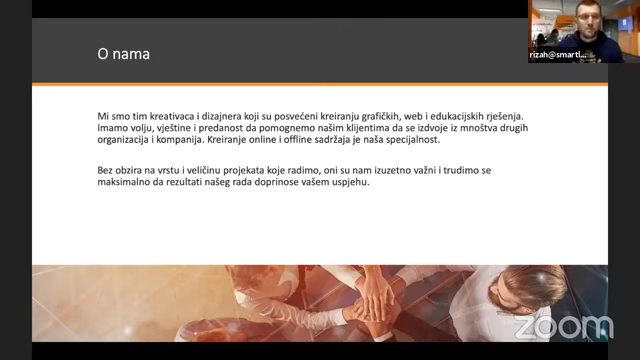 O nama
rizah@smartl...
Mi smo tim kreativaca i dizajnera koji su posvećeni kreiranju grafičkih, web i edukacijskih rješenja.
Imamo volju, vještine i predanost da pomognemo našim klijentima da se izdvoje iz mnoštva drugih
organizacija i kompanija. Kreiranje online i offline sadržaja je naša specijalnost.
Bez obzira na vrstu i veličinu projekata koje radimo, oni su nam izuzetno važni i trudimo se
maksimalno da rezultati našeg rada doprinose vašem uspjehu.
zoom